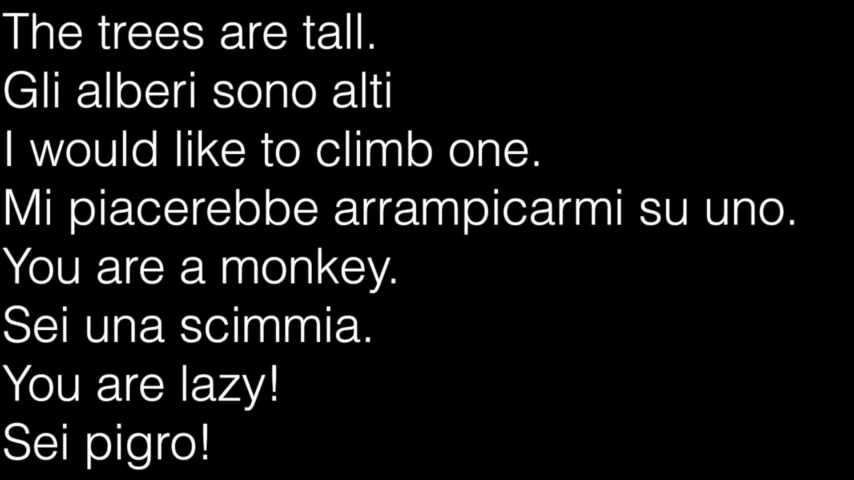 The trees are tall.
Gli alberi sono alti
I would like to climb one.
Mi piacerebbe arrampicarmi su uno.
You are a monkey.
Sei una scimmia.
You are lazy!
Sei pigro!